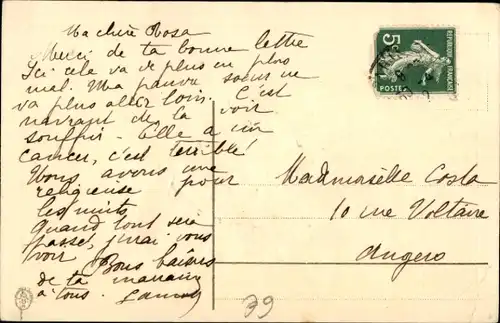 Ma chère Rosa
Merci de ta bonne lettre
Ici cela va de plus en plus
mal. Ma pauvre soeur ne
va plus aller loin. C'est
navrant de la voir
souffrir. Elle a un
cancer, c'est terrible!
Nous avons une
religieuse pour
les nuits,
Quand tout sera
passé, j'irai vous
voir. Bons baisers
de ta marraine
à tous.
5
REPUBLIQUE FRANÇAISE
POSTES
Mademoiselle Costa
10 rue Voltaire
Angers